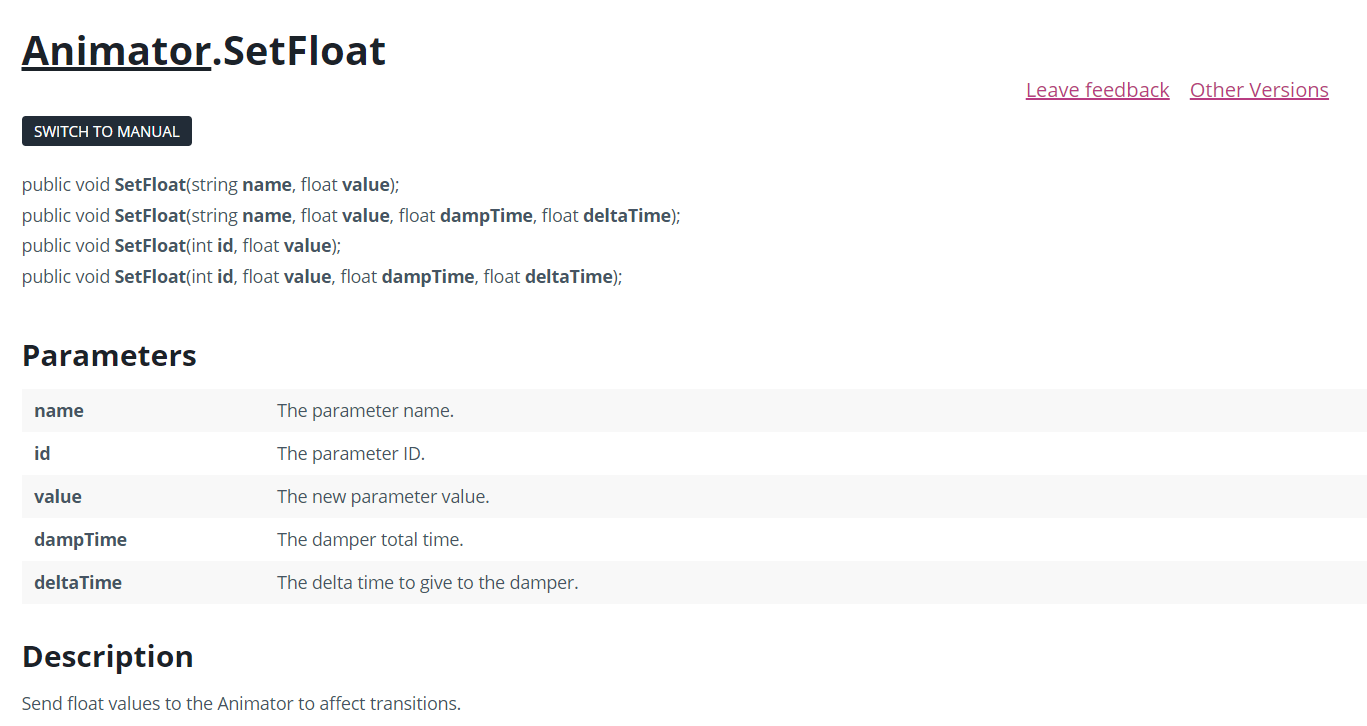 Animator.SetFloat
Leave feedback Other Versions
SWITCH TO MANUAL
public void SetFloat(string name, float value);
public void SetFloat(string name, float value, float dampTime, float deltaTime);
public void SetFloat(int id, float value);
public void SetFloat(int id, float value, float dampTime, float deltaTime);
Parameters
name The parameter name.
id The parameter ID.
value The new parameter value.
dampTime The damper total time.
deltaTime The delta time to give to the damper.
Description
Send float values to the Animator to affect transitions.